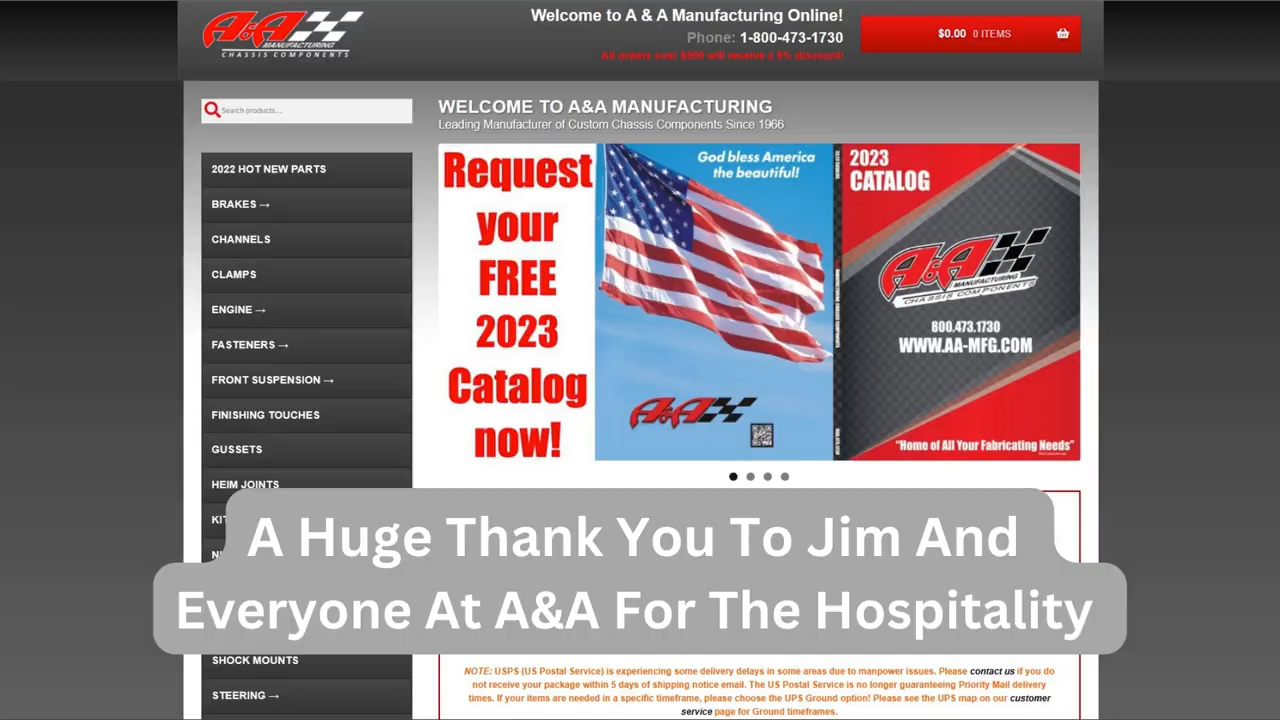 A&A
MANUFACTURING
CHASSIS COMPONENTS
Welcome to A & A Manufacturing Online!
Phone: 1-800-473-1730
All orders over $500 will receive a 5% discount!
$0.00 0 ITEMS
Search products...
WELCOME TO A&A MANUFACTURING
Leading Manufacturer of Custom Chassis Components Since 1966
2022 HOT NEW PARTS
BRAKES →
CHANNELS
CLAMPS
ENGINE →
FASTENERS →
FRONT SUSPENSION →
FINISHING TOUCHES
GUSSETS
HEIM JOINTS
KIT
SHOCK MOUNTS
STEERING →
Request
your
FREE
2023
Catalog
now!
God bless America
the beautiful!
A&A
2023
CATALOG
A&A
MANUFACTURING
CHASSIS COMPONENTS
800.473.1730
WWW.AA-MFG.COM
"Home of All Your Fabricating Needs"
A Huge Thank You To Jim And
Everyone At A&A For The Hospitality
NOTE: USPS (US Postal Service) is experiencing some delivery delays in some areas due to manpower issues. Please contact us if you do
not receive your package within 5 days of shipping notice email. The US Postal Service is no longer guaranteeing Priority Mail delivery
times. If your items are needed in a specific timeframe, please choose the UPS Ground option! Please see the UPS map on our customer
service page for Ground timeframes.